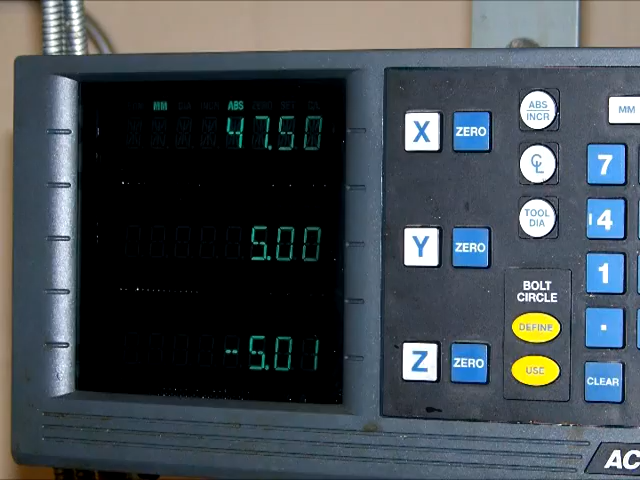 MM ABS
47.50
5.00
-5.01
X ZERO
ABS
INCR
MM
CL
TOOL
DIA
Y ZERO
Z ZERO
BOLT
CIRCLE
DEFINE
USE
7
4
1
.
CLEAR
AC